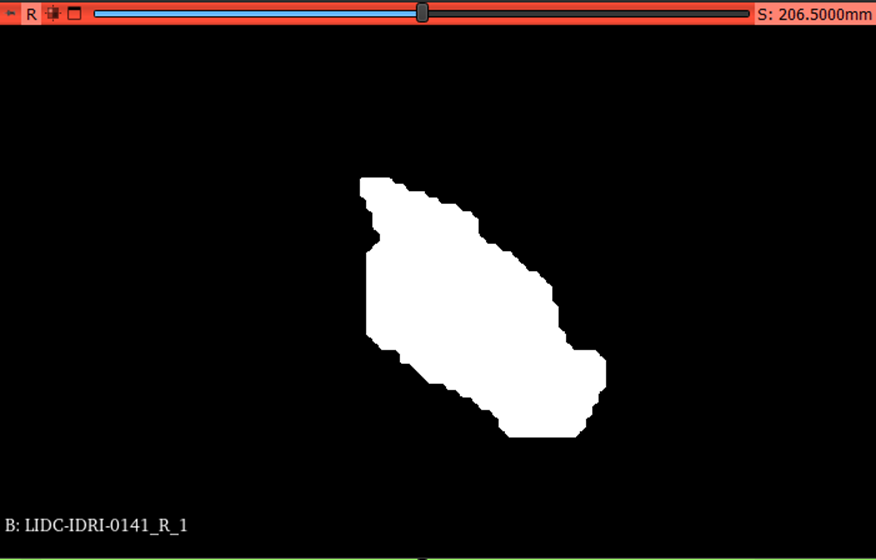 R
S: 206.5000mm
B: LIDC-IDRI-0141_R_1